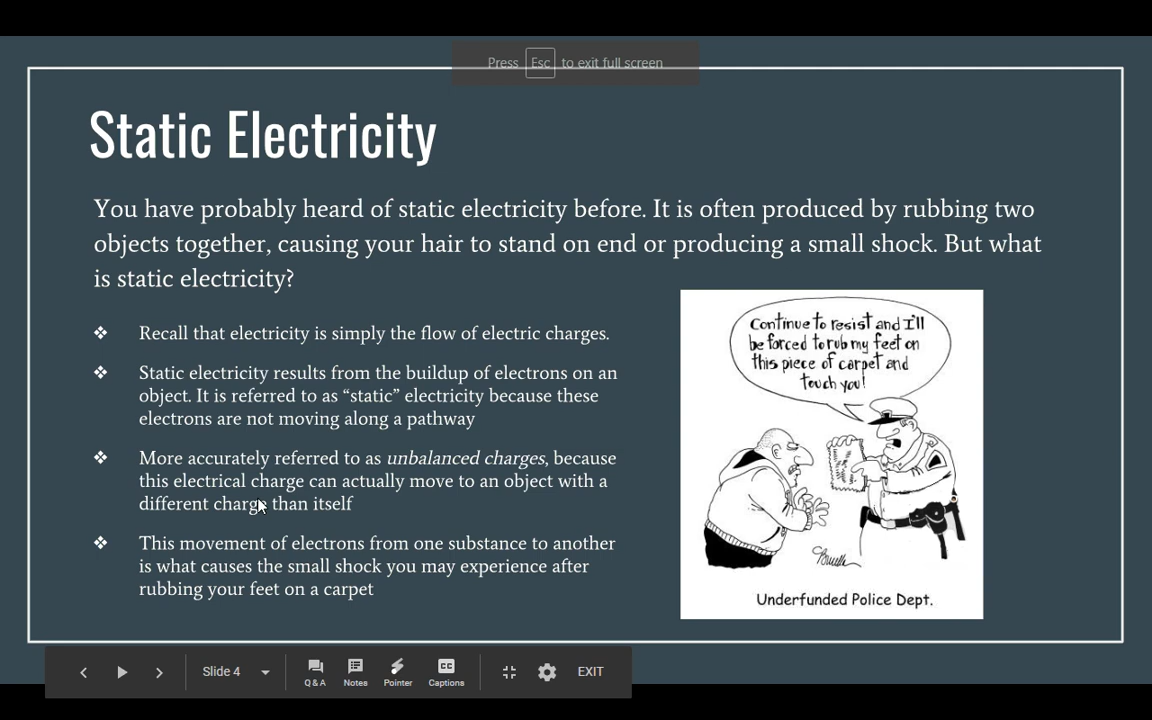 Press Esc to exit full screen
Static Electricity
You have probably heard of static electricity before. It is often produced by rubbing two
objects together, causing your hair to stand on end or producing a small shock. But what
is static electricity?
❖ Recall that electricity is simply the flow of electric charges.
❖ Static electricity results from the buildup of electrons on an
object. It is referred to as “static” electricity because these
electrons are not moving along a pathway
❖ More accurately referred to as unbalanced charges, because
this electrical charge can actually move to an object with a
different charge than itself
❖ This movement of electrons from one substance to another
is what causes the small shock you may experience after
rubbing your feet on a carpet
Continue to resist and I'll
be forced to rub my feet on
this piece of carpet and
touch you!
Underfunded Police Dept.
Slide 4
Q & A
Notes
Pointer
CC
Captions
EXIT